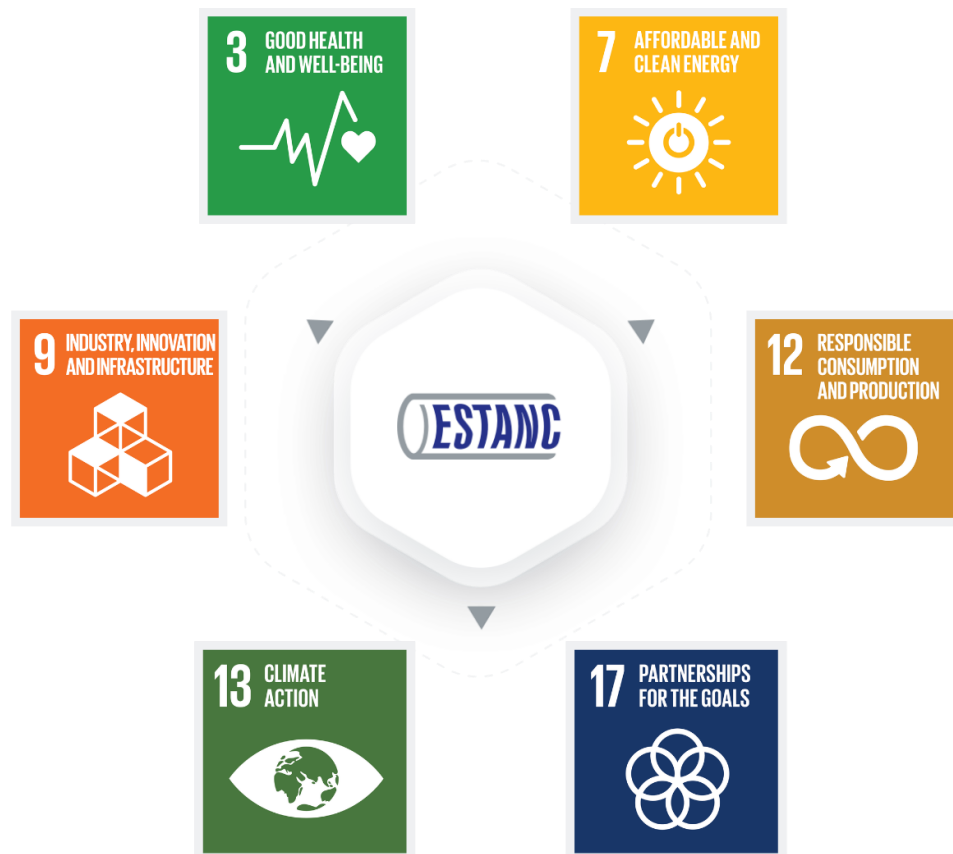 3
GOOD HEALTH
AND WELL-BEING
7
AFFORDABLE AND
CLEAN ENERGY
9
INDUSTRY, INNOVATION
AND INFRASTRUCTURE
ESTANC
12
RESPONSIBLE
CONSUMPTION
AND PRODUCTION
13
CLIMATE
ACTION
17
PARTNERSHIPS
FOR THE GOALS